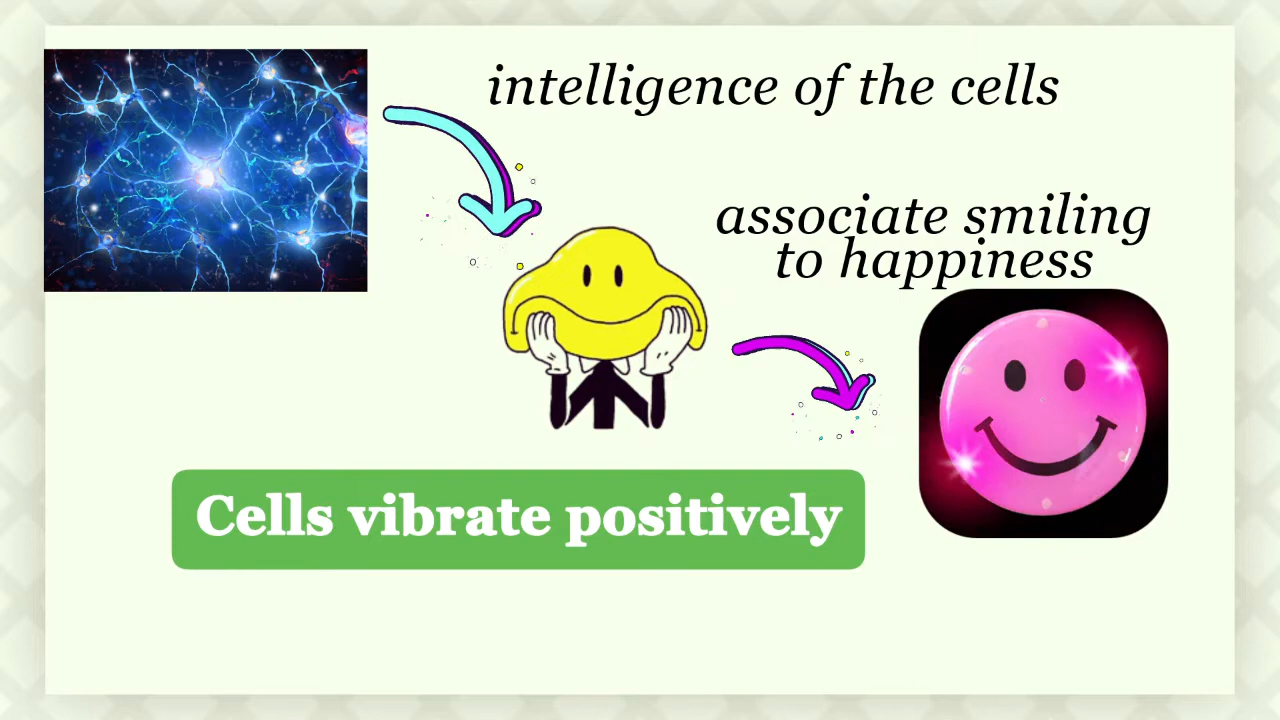 intelligence of the cells
associate smiling
to happiness
Cells vibrate positively